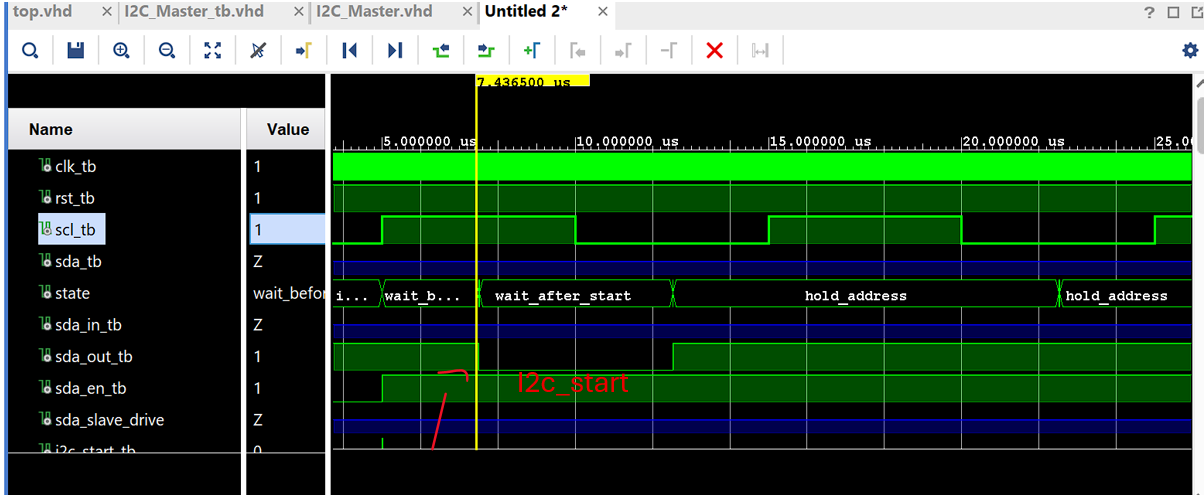 top.vhd × I2C_Master_tb.vhd × I2C_Master.vhd × Untitled 2* ×
7.436500 us
Name Value
5.000000 us 10.000000 us 15.000000 us 20.000000 us 25.0
clk_tb 1
rst_tb 1
scl_tb 1
sda_tb Z
state wait_befor i... wait_b... wait_after_start hold_address hold_address
sda_in_tb Z
sda_out_tb 1
sda_en_tb 1 I2c_start
sda_slave_drive Z
i2c_start_tb 0